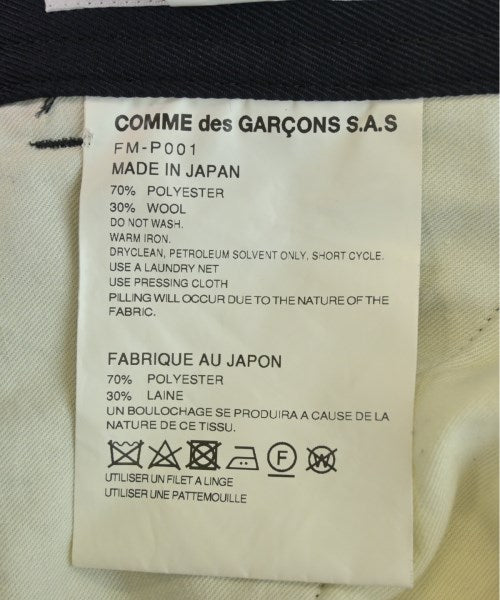 COMME des GARÇONS S.A.S
FM-P001
MADE IN JAPAN
70% POLYESTER
30% WOOL
DO NOT WASH.
WARM IRON.
DRYCLEAN, PETROLEUM SOLVENT ONLY, SHORT CYCLE.
USE A LAUNDRY NET
USE PRESSING CLOTH
PILLING WILL OCCUR DUE TO THE NATURE OF THE
FABRIC.
FABRIQUE AU JAPON
70% POLYESTER
30% LAINE
UN BOULOCHAGE SE PRODUIRA A CAUSE DE LA
NATURE DE CE TISSU.
F W
UTILISER UN FILET A LINGE
UTILISER UNE PATTEMOUILLE